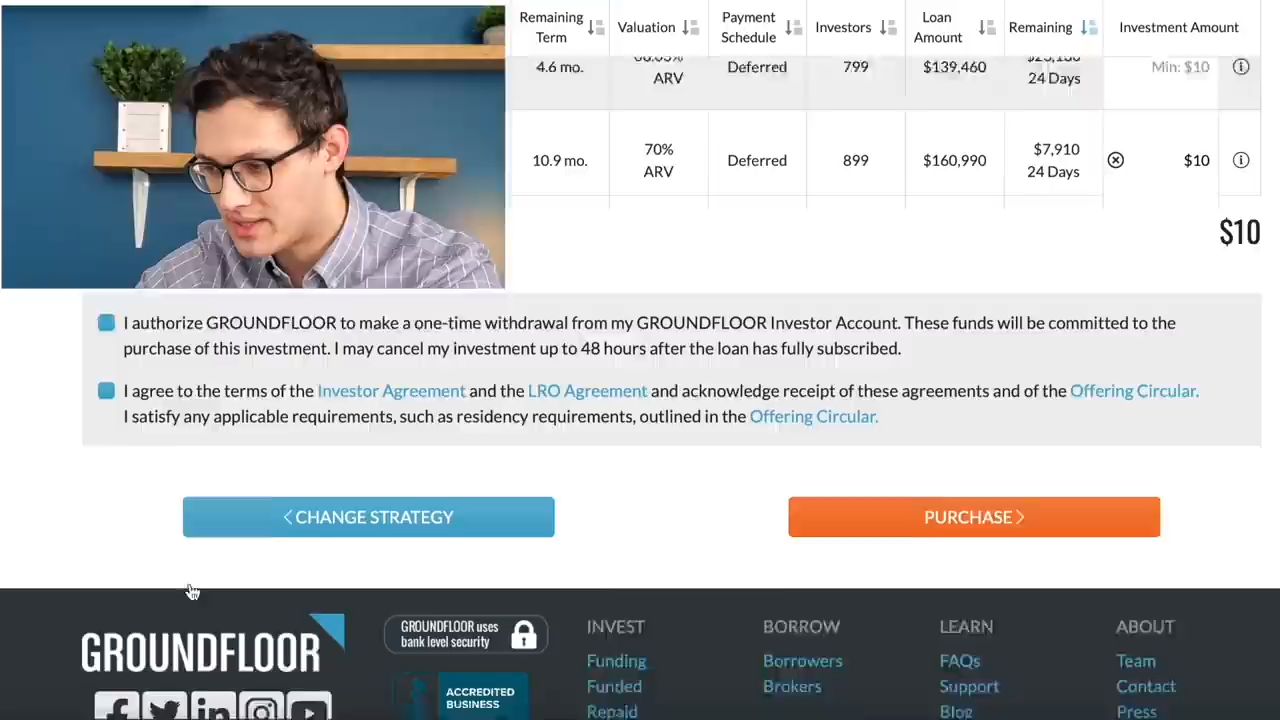 Remaining Term
Valuation
Payment Schedule
Investors
Loan Amount
Remaining
Investment Amount
4.6 mo.
ARV
Deferred
799
$139,460
24 Days
Min: $10
10.9 mo.
70%
ARV
Deferred
899
$160,990
$7,910
24 Days
$10
$10
I authorize GROUNDFLOOR to make a one-time withdrawal from my GROUNDFLOOR Investor Account. These funds will be committed to the
purchase of this investment. I may cancel my investment up to 48 hours after the loan has fully subscribed.
I agree to the terms of the Investor Agreement and the LRO Agreement and acknowledge receipt of these agreements and of the Offering Circular.
I satisfy any applicable requirements, such as residency requirements, outlined in the Offering Circular.
CHANGE STRATEGY
PURCHASE
GROUNDFLOOR
GROUNDFLOOR uses
bank level security
ACCREDITED
BUSINESS
INVEST
Funding
Funded
Repaid
BORROW
Borrowers
Brokers
LEARN
FAQs
Support
Blog
ABOUT
Team
Contact
Press